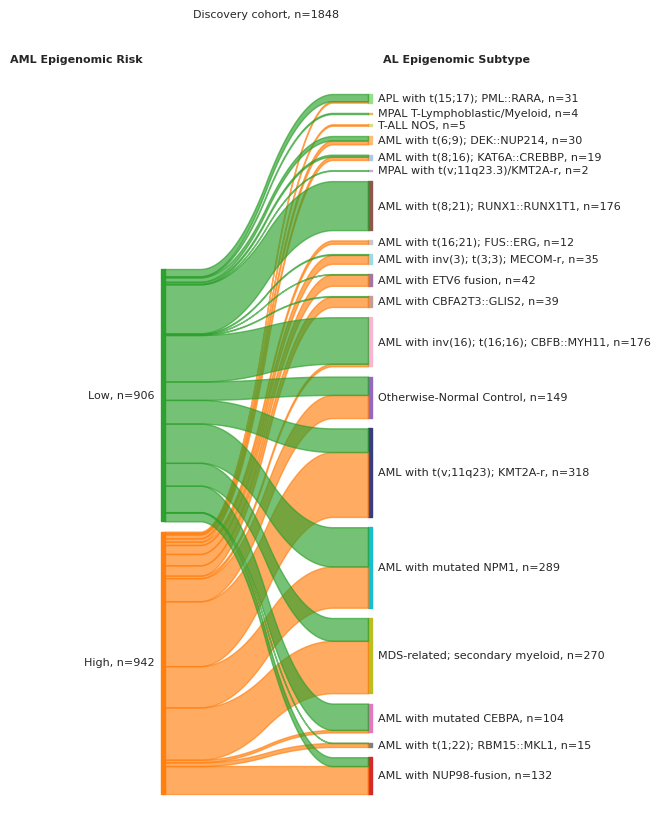 Discovery cohort, n=1848
AML Epigenomic Risk
AL Epigenomic Subtype
APL with t(15;17); PML::RARA, n=31
MPAL T-Lymphoblastic/Myeloid, n=4
T-ALL NOS, n=5
AML with t(6;9); DEK::NUP214, n=30
AML with t(8;16); KAT6A::CREBBP, n=19
MPAL with t(v;11q23.3)/KMT2A-r, n=2
AML with t(8;21); RUNX1::RUNX1T1, n=176
AML with t(16;21); FUS::ERG, n=12
AML with inv(3); t(3;3); MECOM-r, n=35
AML with ETV6 fusion, n=42
AML with CBFA2T3::GLIS2, n=39
AML with inv(16); t(16;16); CBFB::MYH11, n=176
Low, n=906
Otherwise-Normal Control, n=149
AML with t(v;11q23); KMT2A-r, n=318
AML with mutated NPM1, n=289
MDS-related; secondary myeloid, n=270
High, n=942
AML with mutated CEBPA, n=104
AML with t(1;22); RBM15::MKL1, n=15
AML with NUP98-fusion, n=132